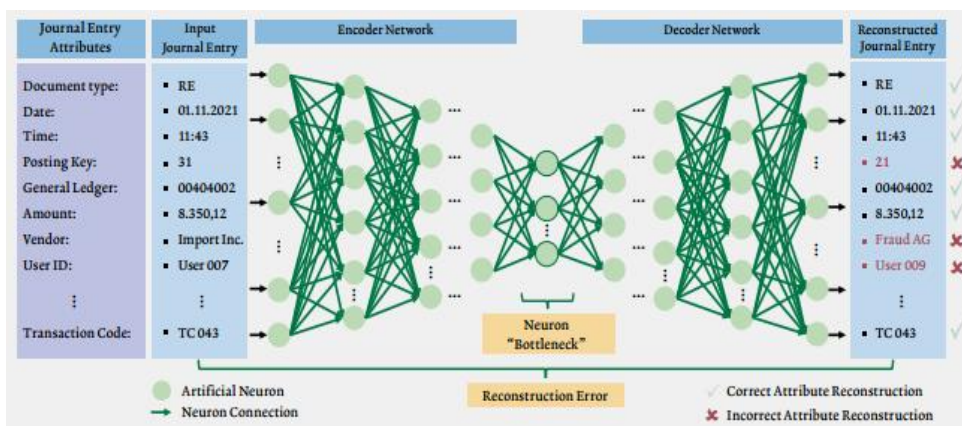 Journal Entry
Attributes
Input
Journal Entry
Encoder Network
Decoder Network
Reconstructed
Journal Entry
Document type:
▪ RE
▪ RE
Date:
▪ 01.11.2021
▪ 01.11.2021
Time:
▪ 11:43
▪ 11:43
Posting Key:
▪ 31
▪ 21
General Ledger:
▪ 00404002
▪ 00404002
Amount:
▪ 8.350,12
▪ 8.350,12
Vendor:
▪ Import Inc.
▪ Fraud AG
User ID:
▪ User 007
▪ User 009
Transaction Code:
▪ TC 043
▪ TC 043
Neuron
"Bottleneck"
Reconstruction Error
Artificial Neuron
Neuron Connection
Correct Attribute Reconstruction
Incorrect Attribute Reconstruction